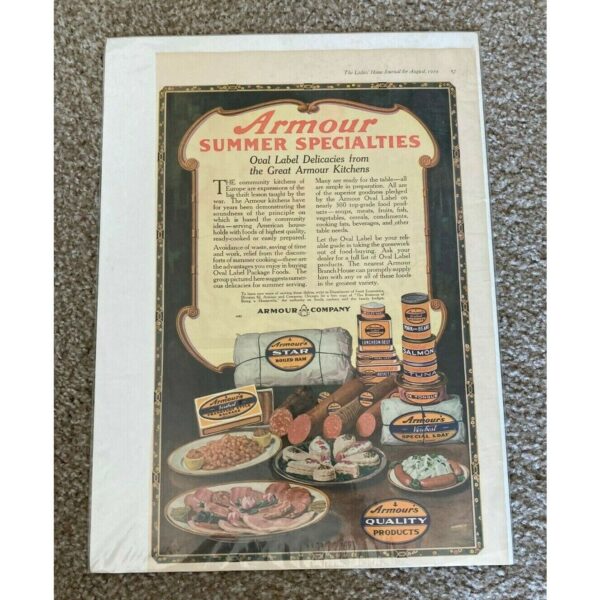 The Ladies' Home Journal for August, 1919 57
Armour
SUMMER SPECIALTIES
Oval Label Delicacies from
the Great Armour Kitchens
THE community kitchens of
Europe are expressions of the
big thrift lesson taught by the
war. The Armour kitchens have
for years been demonstrating the
soundness of the principle on
which is based the community
idea—serving American house-
holds with foods of highest quality,
ready-cooked or easily prepared.
Avoidance of waste, saving of time
and work, relief from the discom-
forts of summer cooking—these are
the advantages you enjoy in buying
Oval Label Package Foods. The
group pictured here suggests numer-
ous delicacies for summer serving.
Many are ready for the table—all
are simple in preparation. All are
of the superior goodness pledged
by the Armour Oval Label on
nearly 300 top-grade food prod-
ucts—soups, meats, fruits, fish,
vegetables, cereals, condiments,
cooking fats, beverages, and other
table needs.
Let the Oval Label be your reli-
able guide in taking the guesswork
out of food-buying. Ask your
dealer for a full list of Oval Label
products. The nearest Armour
Branch House can promptly supply
him with any or all of these foods
in the greatest variety.
ARMOUR AND COMPANY
Armour's
STAR
BOILED HAM
LUNCHEON BEEF
PORK AND BEANS
SALMON
TUNA
OX TONGUE
Armour's
Veribest
Armour's
Veribest
SPECIAL LOAF
Armour's
QUALITY
PRODUCTS